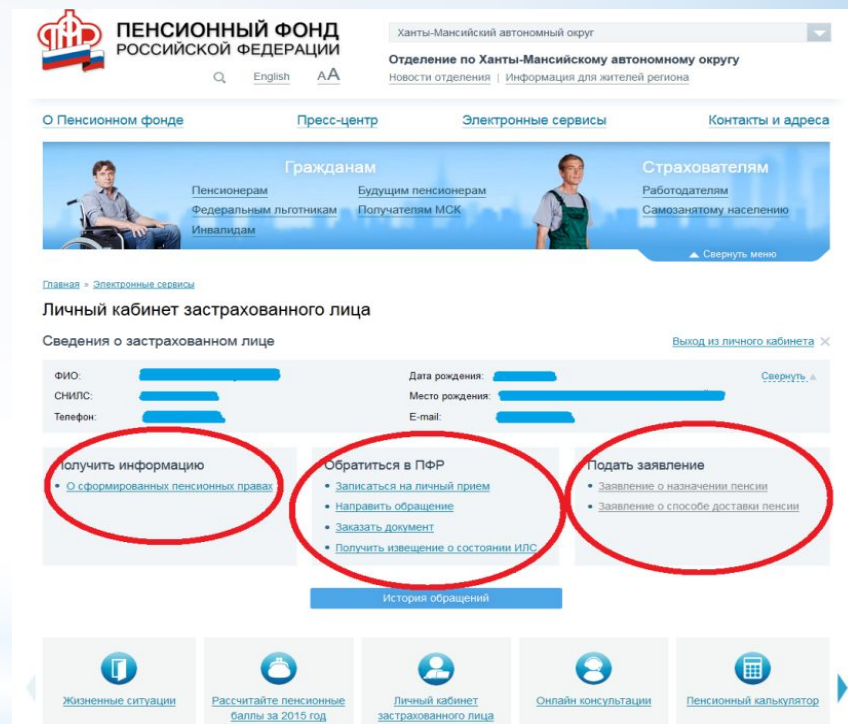 ПЕНСИОННЫЙ ФОНД
РОССИЙСКОЙ ФЕДЕРАЦИИ
English AA
Ханты-Мансийский автономный округ
Отделение по Ханты-Мансийскому автономному округу
Новости отделения | Информация для жителей региона
О Пенсионном фонде Пресс-центр Электронные сервисы Контакты и адреса
Гражданам
Пенсионерам Будущим пенсионерам
Федеральным льготникам Получателям МСК
Инвалидам
Страхователям
Работодателям
Самозанятому населению
Свернуть меню
Главная » Электронные сервисы
Личный кабинет застрахованного лица
Сведения о застрахованном лице Выход из личного кабинета
ФИО: Дата рождения: Свернуть
СНИЛС: Место рождения:
Телефон: E-mail:
Получить информацию
• О сформированных пенсионных правах
Обратиться в ПФР
• Записаться на личный прием
• Направить обращение
• Заказать документ
• Получить извещение о состоянии ИЛС
Подать заявление
• Заявление о назначении пенсии
• Заявление о способе доставки пенсии
История обращений
Жизненные ситуации
Рассчитайте пенсионные
баллы за 2015 год
Личный кабинет
застрахованного лица
Онлайн консультации
Пенсионный калькулятор